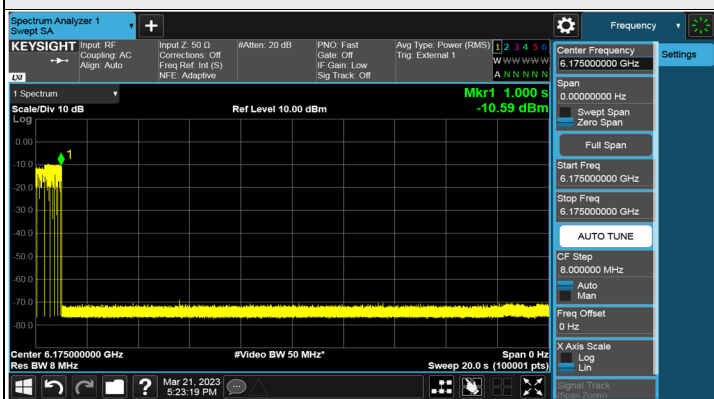 Spectrum Analyzer 1
Swept SA
+
Frequency
KEYSIGHT
LXI
Input: RF
Coupling: AC
Align: Auto
Input Z: 50 Ω
Corrections: Off
Freq Ref: Int (S)
NFE: Adaptive
#Atten: 20 dB
PNO: Fast
Gate: Off
IF Gain: Low
Sig Track: Off
Avg Type: Power (RMS)
Trig: External 1
1 2 3 4 5 6
W W W W W W
A N N N N N
1 Spectrum
Scale/Div 10 dB
Log
Ref Level 10.00 dBm
Mkr1 1.000 s
-10.59 dBm
0.00
-10.0
-20.0
-30.0
-40.0
-50.0
-60.0
-70.0
-80.0
1
Center 6.175000000 GHz
Res BW 8 MHz
#Video BW 50 MHz*
Span 0 Hz
Sweep 20.0 s (100001 pts)
Mar 21, 2023
5:23:19 PM
?
Center Frequency
6.175000000 GHz
Span
0.00000000 Hz
Swept Span
Zero Span
Full Span
Start Freq
6.175000000 GHz
Stop Freq
6.175000000 GHz
AUTO TUNE
CF Step
8.000000 MHz
Auto
Man
Freq Offset
0 Hz
X Axis Scale
Log
Lin
Signal Track
(Span Zoom)
Settings